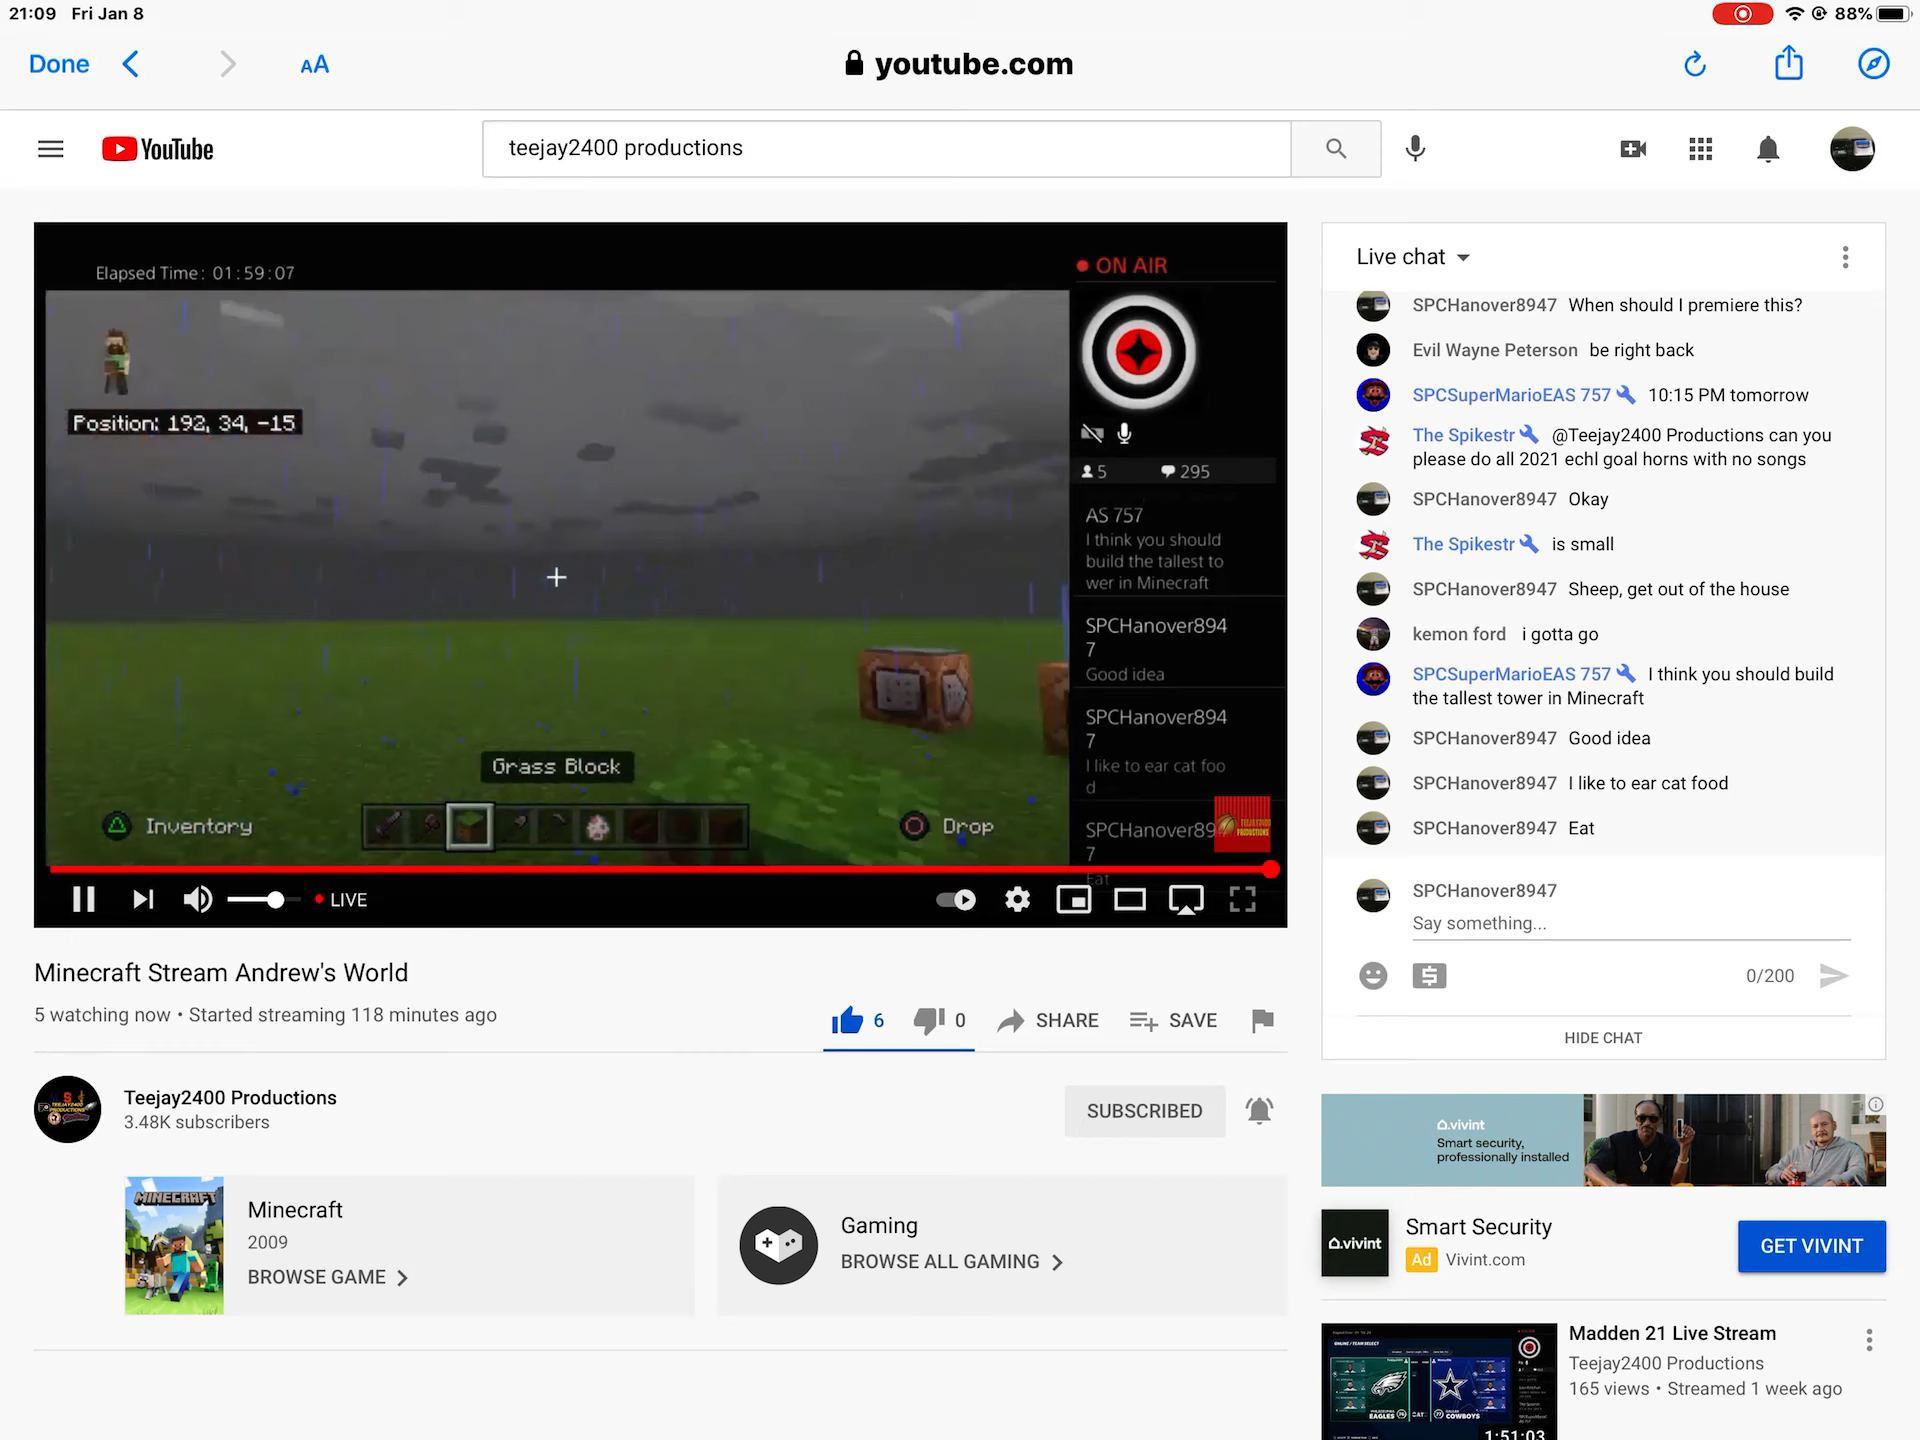 21:09 Fri Jan 8
88%
Done
AA
youtube.com
YouTube
teejay2400 productions
Elapsed Time: 01:59:07
ON AIR
Position: 192, 34, -15
5
295
AS 757
I think you should
build the tallest to
wer in Minecraft
SPCHanover894
7
Good idea
SPCHanover894
7
I like to ear cat foo
d
SPCHanover89
7
Eat
TEEJAY2400
PRODUCTIONS
Grass Block
Inventory
Drop
LIVE
Live chat
SPCHanover8947 When should I premiere this?
Evil Wayne Peterson be right back
SPCSuperMarioEAS 757 10:15 PM tomorrow
The Spikestr @Teejay2400 Productions can you
please do all 2021 echl goal horns with no songs
SPCHanover8947 Okay
The Spikestr is small
SPCHanover8947 Sheep, get out of the house
kemon ford i gotta go
SPCSuperMarioEAS 757 I think you should build
the tallest tower in Minecraft
SPCHanover8947 Good idea
SPCHanover8947 I like to ear cat food
SPCHanover8947 Eat
SPCHanover8947
Say something...
0/200
HIDE CHAT
Minecraft Stream Andrew's World
5 watching now • Started streaming 118 minutes ago
6
0
SHARE
SAVE
Teejay2400 Productions
3.48K subscribers
SUBSCRIBED
MINECRAFT
Minecraft
2009
BROWSE GAME
Gaming
BROWSE ALL GAMING
vivint
Smart security,
professionally installed
vivint
Smart Security
Ad Vivint.com
GET VIVINT
Madden 21 Live Stream
Teejay2400 Productions
165 views • Streamed 1 week ago
EAGLES
COWBOYS
1:51:03